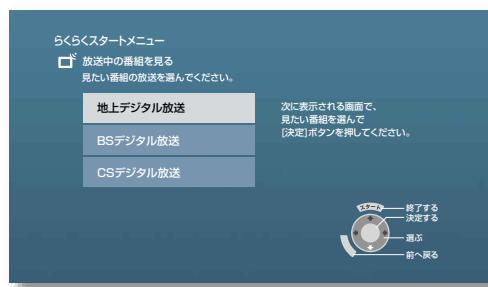 らくらくスタートメニュー
放送中の番組を見る
見たい番組の放送を選んでください。
地上デジタル放送
BSデジタル放送
CSデジタル放送
次に表示される画面で、
見たい番組を選んで
[決定]ボタンを押してください。
スタート
終了する
決定する
選ぶ
前へ戻る